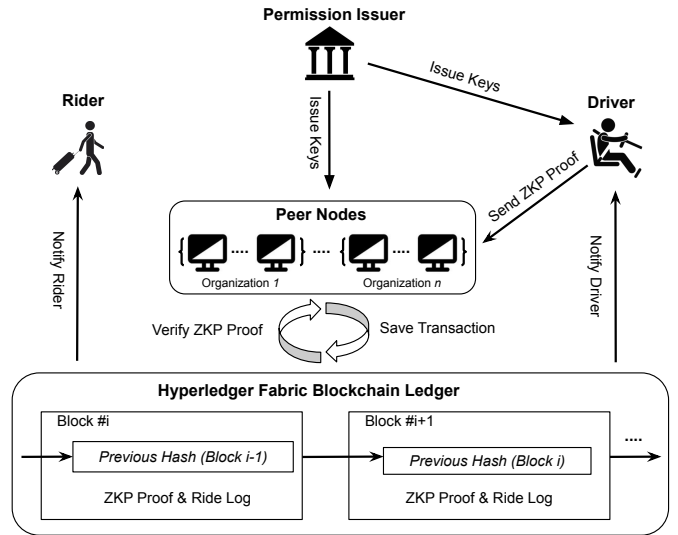 Permission Issuer
Issue Keys
Rider
Driver
Issue Keys
Send ZKP Proof
Peer Nodes
{ .... } .... { .... }
Organization 1
Organization n
Notify Rider
Notify Driver
Verify ZKP Proof
Save Transaction
Hyperledger Fabric Blockchain Ledger
Block #i
Block #i+1
....
Previous Hash (Block i-1)
Previous Hash (Block i)
ZKP Proof & Ride Log
ZKP Proof & Ride Log